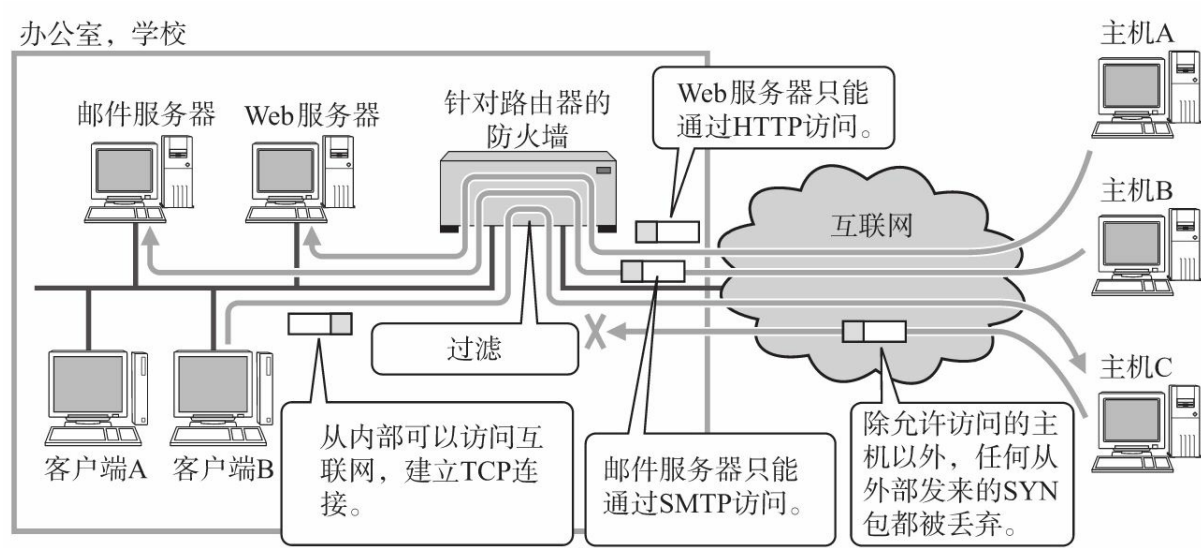 办公室，学校
主机A
邮件服务器
Web服务器
针对路由器的
防火墙
Web服务器只能
通过HTTP访问。
主机B
互联网
过滤
主机C
从内部可以访问互
联网，建立TCP连
接。
邮件服务器只能
通过SMTP访问。
除允许访问的主
机以外，任何从
外部发来的SYN
包都被丢弃。
客户端A
客户端B